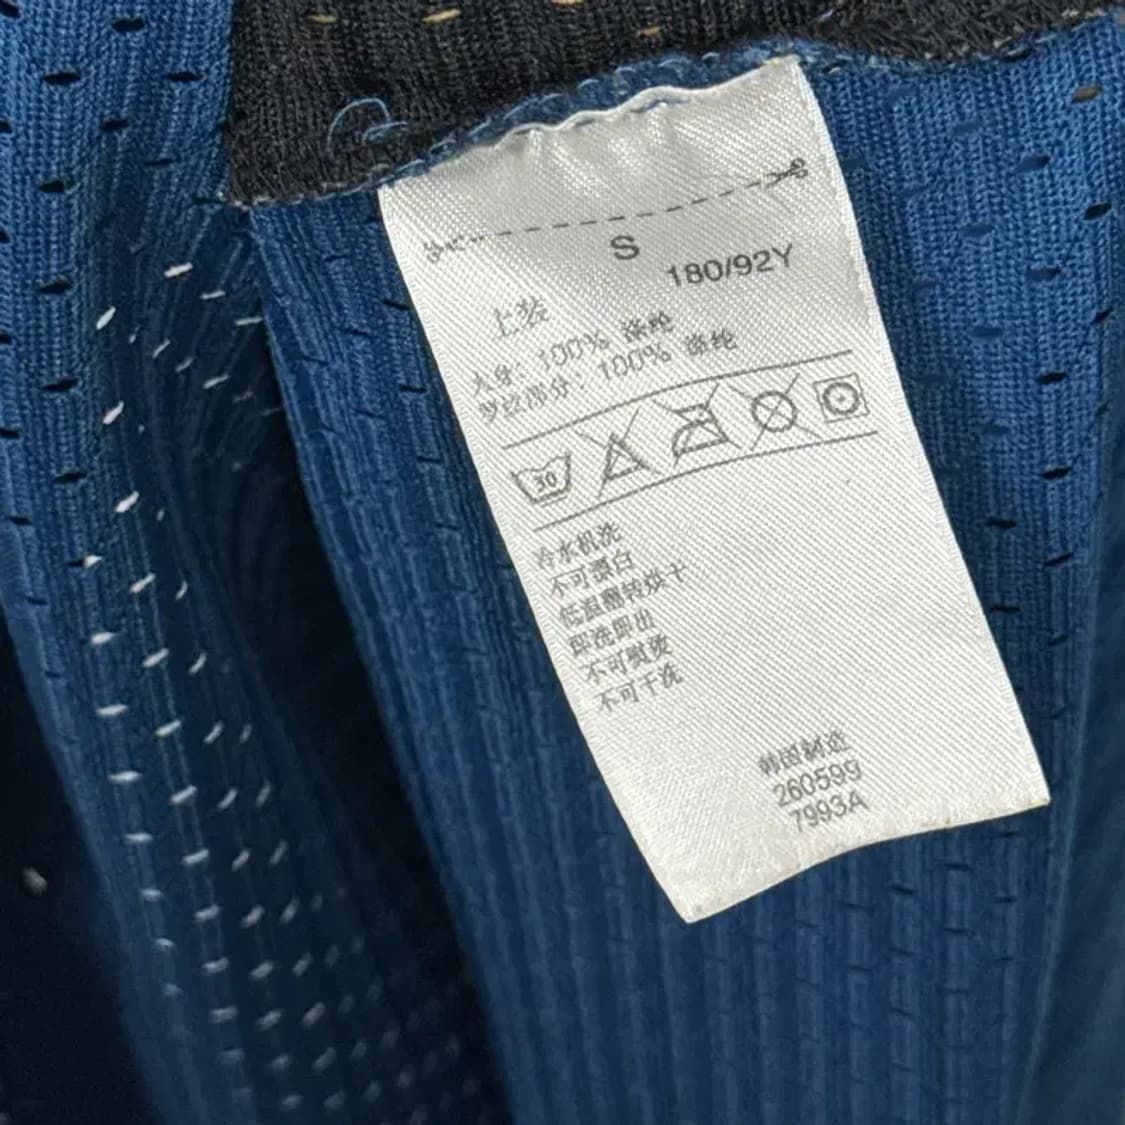 S
180/92Y
上装
大身：100% 涤纶
罗纹部分：100% 涤纶
30
冷水机洗
不可漂白
低温翻转烘干
即洗即出
不可熨烫
不可干洗
韩国制造
260599
7993A